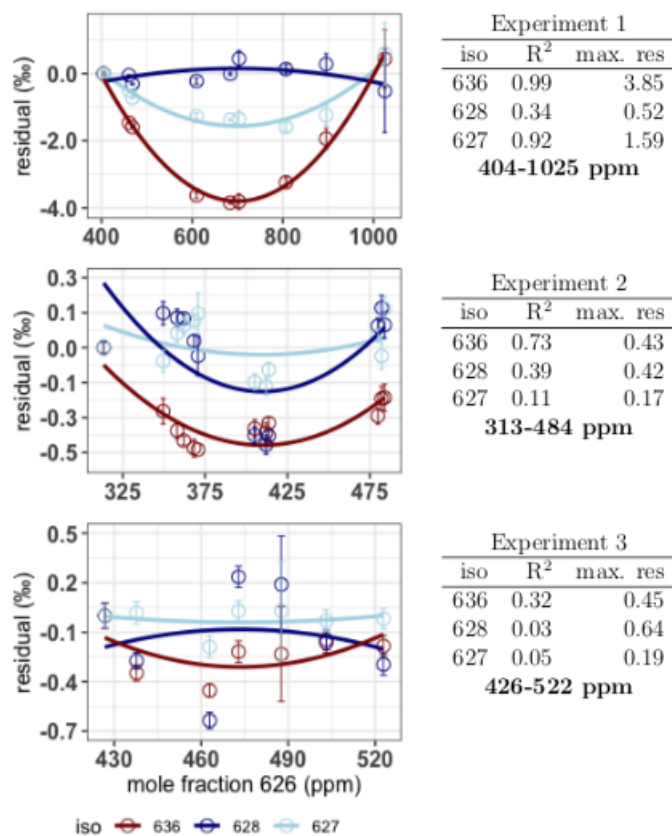 Experiment 1
iso R² max. res
636 0.99 3.85
628 0.34 0.52
627 0.92 1.59
404-1025 ppm
residual (‰)
0.0
-2.0
-4.0
400 600 800 1000
Experiment 2
iso R² max. res
636 0.73 0.43
628 0.39 0.42
627 0.11 0.17
313-484 ppm
residual (‰)
0.3
0.1
0.0
-0.1
-0.3
-0.5
325 375 425 475
Experiment 3
iso R² max. res
636 0.32 0.45
628 0.03 0.64
627 0.05 0.19
426-522 ppm
residual (‰)
0.5
0.2
-0.1
-0.4
-0.7
430 460 490 520
mole fraction 626 (ppm)
iso 636 628 627